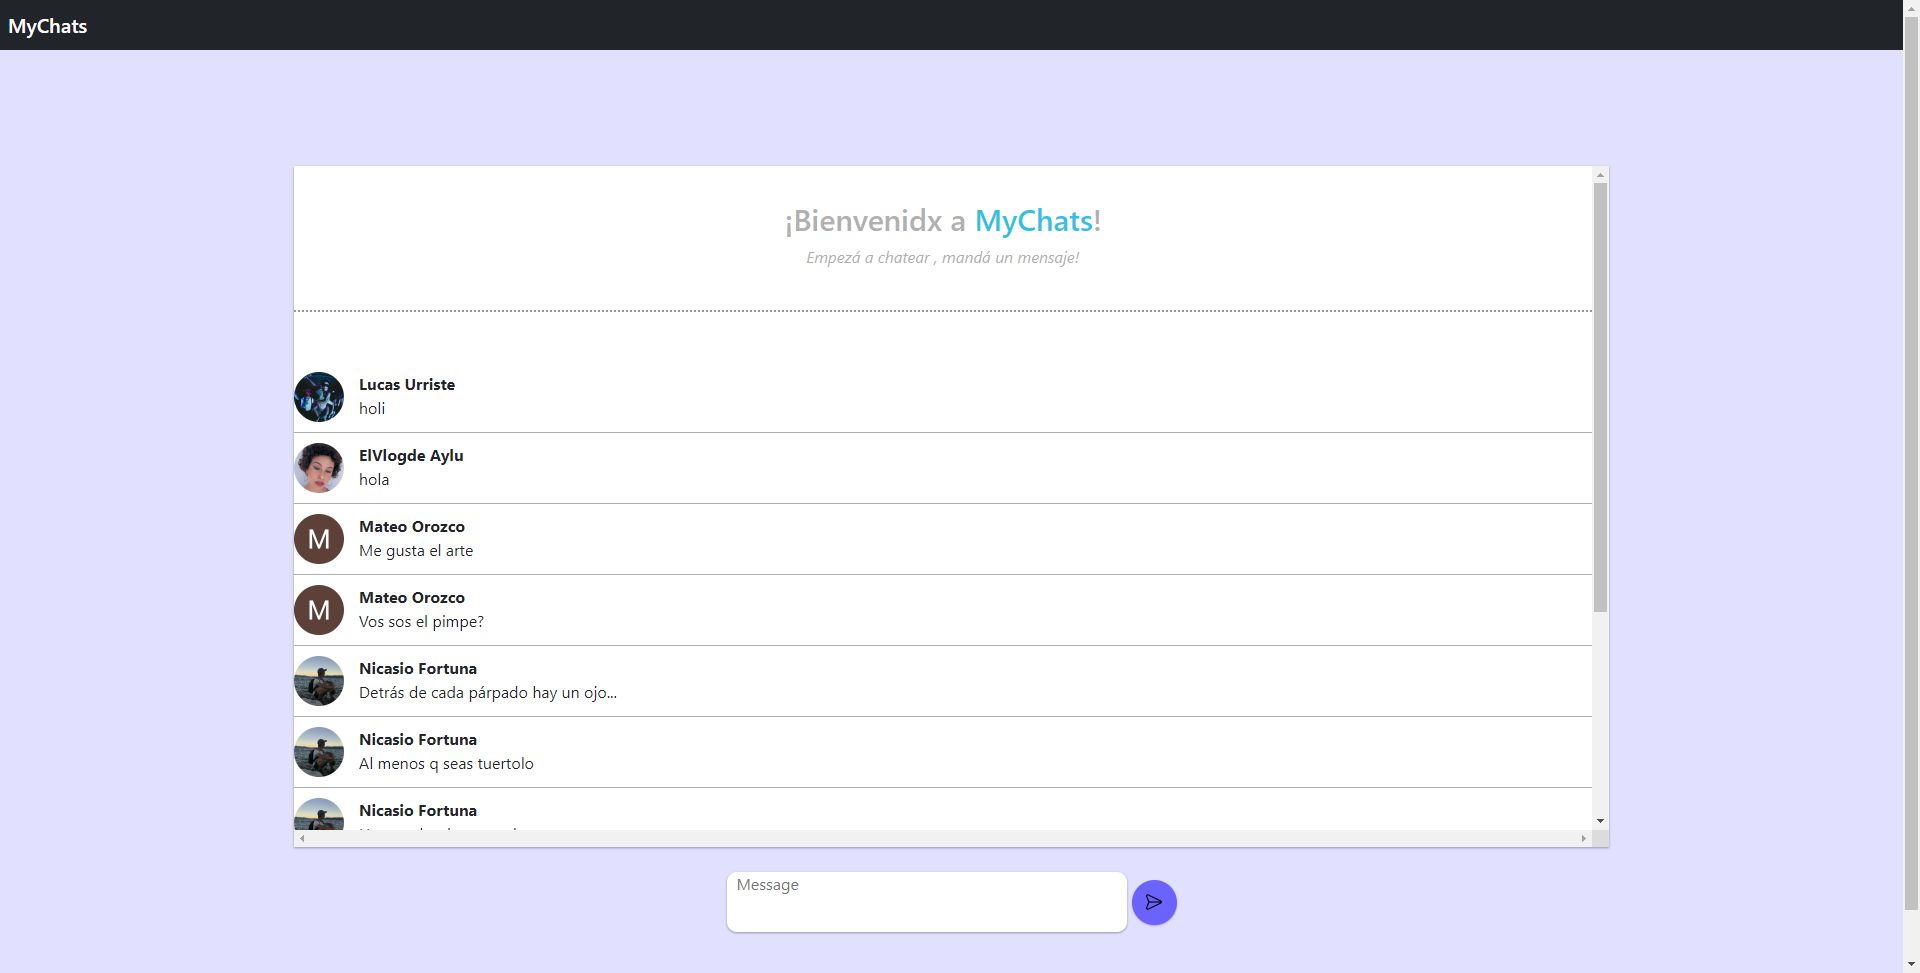 MyChats
¡Bienvenidx a MyChats!
Empezá a chatear , mandá un mensaje!
Lucas Urriste
holi
ElVlogde Aylu
hola
M
Mateo Orozco
Me gusta el arte
M
Mateo Orozco
Vos sos el pimpe?
Nicasio Fortuna
Detrás de cada párpado hay un ojo...
Nicasio Fortuna
Al menos q seas tuertolo
Nicasio Fortuna
Message